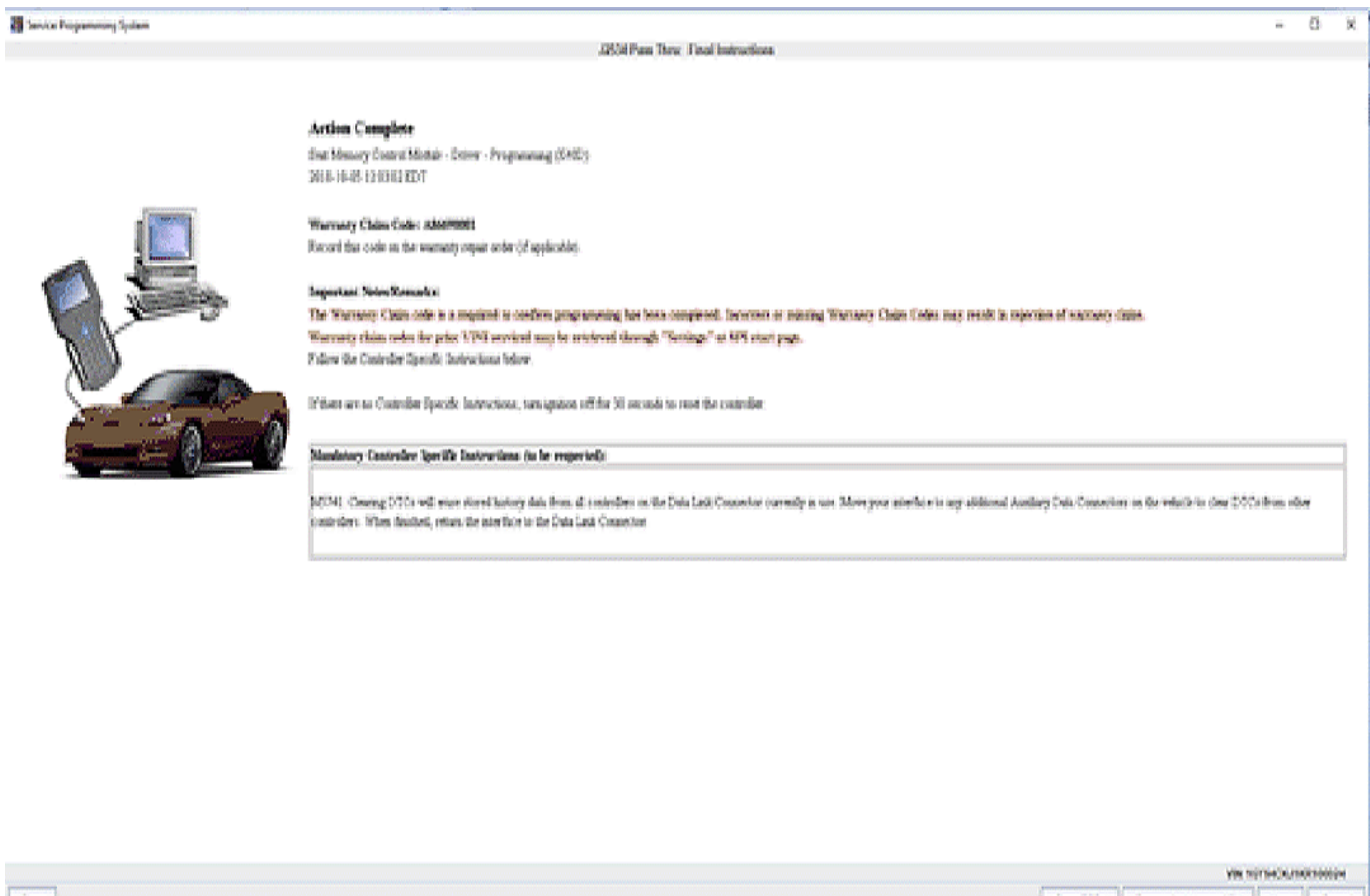 Service Programming System
J2534 Pass Thru: Final Instructions
Action Complete
Seat Memory Control Module - Driver - Programming
EDT
Warranty Claim Code:
Record this code on the warranty repair order (if applicable).
Important Notes/Remarks:
The Warranty Claim code is a required to confirm programming has been completed. Incorrect or missing Warranty Claim Codes may result in rejection of warranty claim.
Warranty claim codes for prior VINS serviced may be retrieved through "Settings" at SPS start page.
Follow the Controller Specific Instructions below.
If there are no Controller Specific Instructions, turn ignition off for 30 seconds to reset the controller.
Mandatory Controller Specific Instructions (to be respected):
Clearing DTCs will erase stored history data from all controllers on the Data Link Connector currently in use. Move your interface to any additional Auxiliary Data Connectors on the vehicle to clear DTCs from other
controllers. When finished, return the interface to the Data Link Connector
VIN